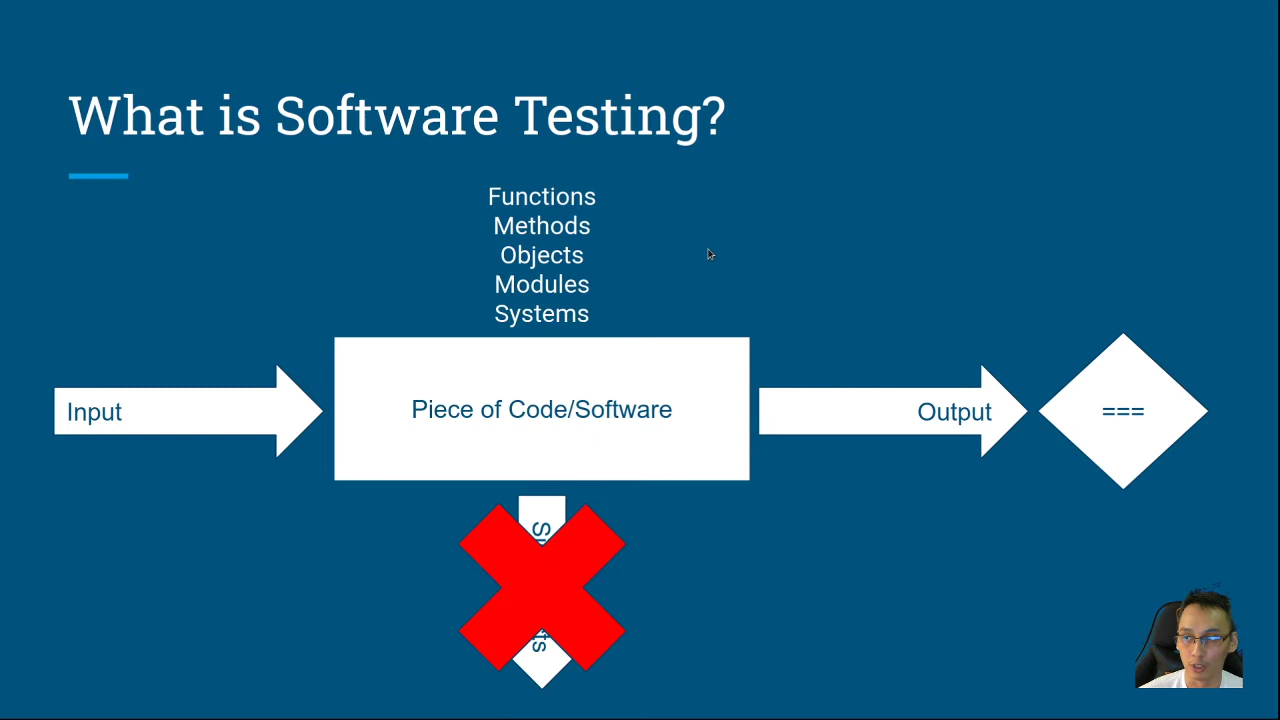 What is Software Testing?
Functions
Methods
Objects
Modules
Systems
Input
Piece of Code/Software
Output
===